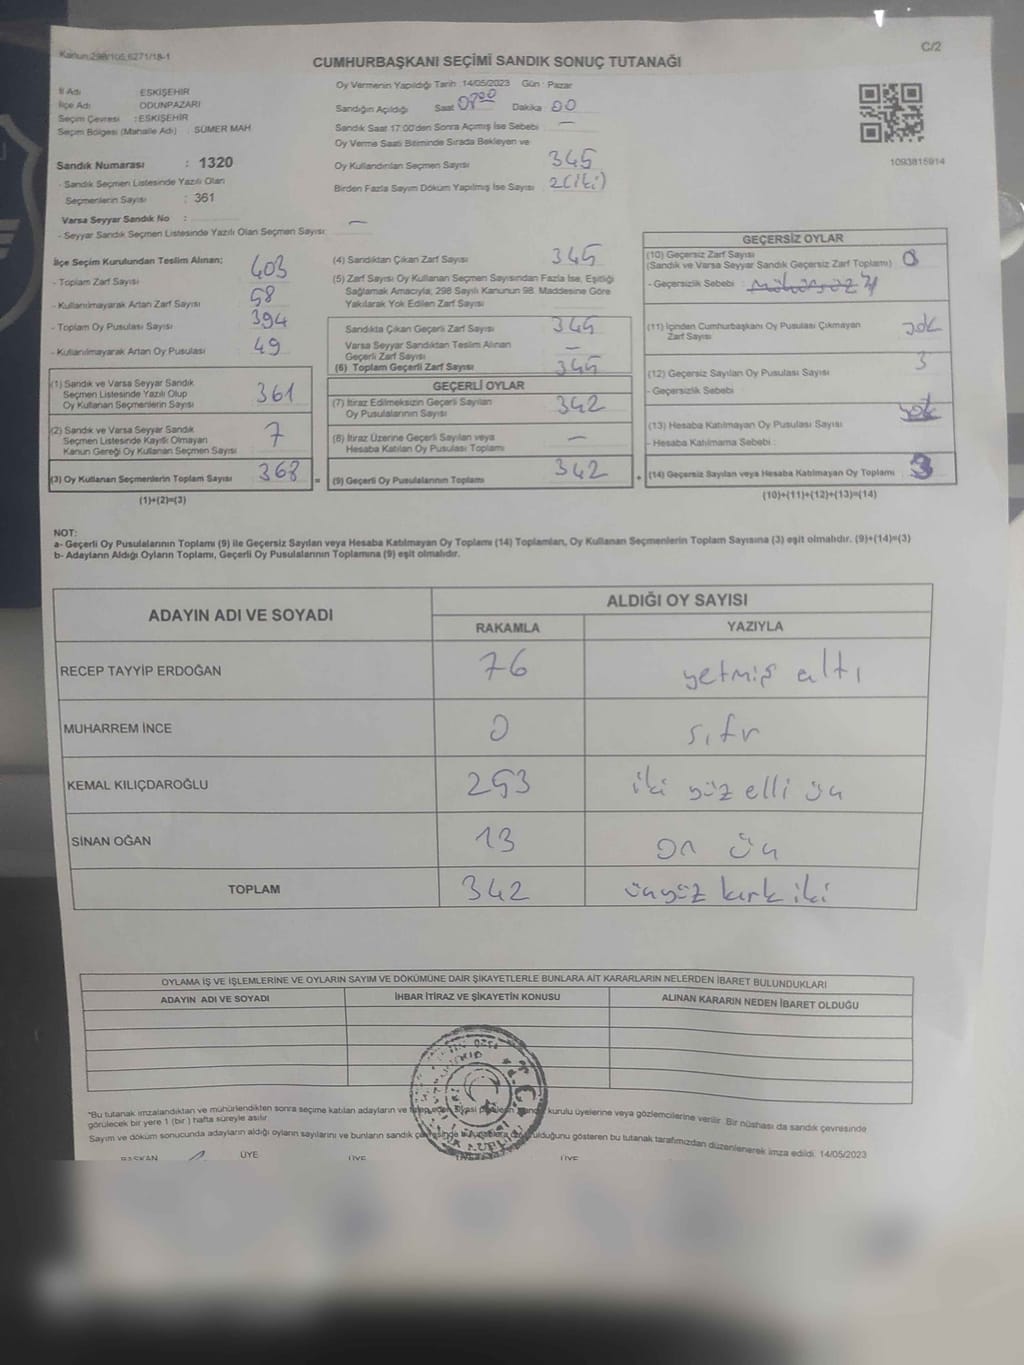 Kanun:298/105,6271/18-1
C/2
CUMHURBAŞKANI SEÇİMİ SANDIK SONUÇ TUTANAĞI
İl Adı : ESKİŞEHİR
İlçe Adı : ODUNPAZARI
Seçim Çevresi : ESKİŞEHİR
Seçim Bölgesi (Mahalle Adı) : SÜMER MAH
Sandık Numarası : 1320
- Sandık Seçmen Listesinde Yazılı Olan
Seçmenlerin Sayısı : 361
Varsa Seyyar Sandık No :
- Seyyar Sandık Seçmen Listesinde Yazılı Olan Seçmen Sayısı: —
Oy Vermenin Yapıldığı Tarih : 14/05/2023 Gün : Pazar
Sandığın Açıldığı Saat 08:00 Dakika 00
Sandık Saat 17:00'den Sonra Açımış İse Sebebi —
Oy Verme Saati Bitiminde Sırada Bekleyen ve
Oy Kullandırılan Seçmen Sayısı 345
Birden Fazla Sayım Döküm Yapılmış İse Sayısı 2(iki)
1093815914
İlçe Seçim Kurulundan Teslim Alınan;
- Toplam Zarf Sayısı 403
- Kullanılmayarak Artan Zarf Sayısı 58
- Toplam Oy Pusulası Sayısı 394
- Kullanılmayarak Artan Oy Pusulası 49
(1) Sandık ve Varsa Seyyar Sandık
Seçmen Listesinde Yazılı Olup
Oy Kullanan Seçmenlerin Sayısı 361
(2) Sandık ve Varsa Seyyar Sandık
Seçmen Listesinde Kayıtlı Olmayan
Kanun Gereği Oy Kullanan Seçmen Sayısı 7
(3) Oy Kullanan Seçmenlerin Toplam Sayısı 368
(1)+(2)=(3)
(4) Sandıktan Çıkan Zarf Sayısı 345
(5) Zarf Sayısı Oy Kullanan Seçmen Sayısından Fazla İse, Eşitliği
Sağlamak Amacıyla; 298 Sayılı Kanunun 98. Maddesine Göre
Yakılarak Yok Edilen Zarf Sayısı
Sandıkta Çıkan Geçerli Zarf Sayısı 345
Varsa Seyyar Sandıktan Teslim Alınan
Geçerli Zarf Sayısı —
(6) Toplam Geçerli Zarf Sayısı 345
GEÇERLİ OYLAR
(7) İtiraz Edilmeksizin Geçerli Sayılan
Oy Pusulalarının Sayısı 342
(8) İtiraz Üzerine Geçerli Sayılan veya
Hesaba Katılan Oy Pusulası Toplamı —
= (9) Geçerli Oy Pusulalarının Toplamı 342
GEÇERSİZ OYLAR
(10) Geçersiz Zarf Sayısı
(Sandık ve Varsa Seyyar Sandık Geçersiz Zarf Toplamı) 0
- Geçersizlik Sebebi :
(11) İçinden Cumhurbaşkanı Oy Pusulası Çıkmayan
Zarf Sayısı yok
(12) Geçersiz Sayılan Oy Pusulası Sayısı 3
- Geçersizlik Sebebi
(13) Hesaba Katılmayan Oy Pusulası Sayısı yok
- Hesaba Katılmama Sebebi :
+ (14) Geçersiz Sayılan veya Hesaba Katılmayan Oy Toplamı 3
(10)+(11)+(12)+(13)=(14)
NOT:
a- Geçerli Oy Pusulalarının Toplamı (9) ile Geçersiz Sayılan veya Hesaba Katılmayan Oy Toplamı (14) Toplamları, Oy Kullanan Seçmenlerin Toplam Sayısına (3) eşit olmalıdır. (9)+(14)=(3)
b- Adayların Aldığı Oyların Toplamı, Geçerli Oy Pusulalarının Toplamına (9) eşit olmalıdır.
ADAYIN ADI VE SOYADI
ALDIĞI OY SAYISI
RAKAMLA YAZIYLA
RECEP TAYYİP ERDOĞAN 76 yetmiş altı
MUHARREM İNCE 0 sıfır
KEMAL KILIÇDAROĞLU 253 iki yüz elli üç
SİNAN OĞAN 13 on üç
TOPLAM 342 üçyüz kırk iki
OYLAMA İŞ VE İŞLEMLERİNE VE OYLARIN SAYIM VE DÖKÜMÜNE DAİR ŞİKAYETLERLE BUNLARA AİT KARARLARIN NELERDEN İBARET BULUNDUKLARI
ADAYIN ADI VE SOYADI İHBAR İTİRAZ VE ŞİKAYETİN KONUSU ALINAN KARARIN NEDEN İBARET OLDUĞU
T.C.
*Bu tutanak imzalandıktan ve mühürlendikten sonra seçime katılan adayların ve kurulu üyelerine veya gözlemcilerine verilir. Bir nüshası da sandık çevresinde
görülecek bir yere 1 (bir ) hafta süreyle asılır.
Sayım ve döküm sonucunda adayların aldığı oyların sayılarını ve bunların sandık gösteren bu tutanak tarafımızdan düzenlenerek imza edildi. 14/05/2023
BAŞKAN ÜYE ÜYE ÜYE